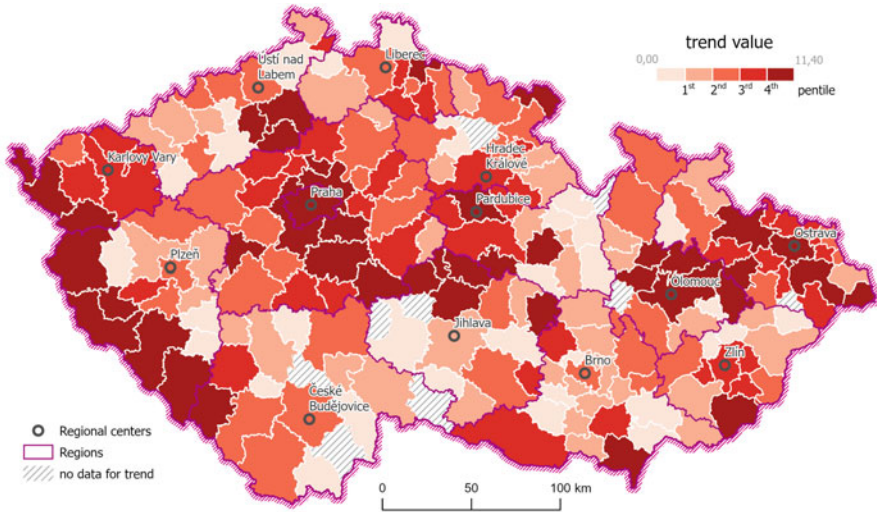 trend value
0,00
11,40
1st 2nd 3rd 4th pentile
Ústí nad
Labem
Liberec
Karlovy Vary
Hradec
Králové
Praha
Pardubice
Plzeň
Ostrava
Olomouc
Jihlava
Brno
Zlín
České
Budějovice
Regional centers
Regions
no data for trend
0 50 100 km